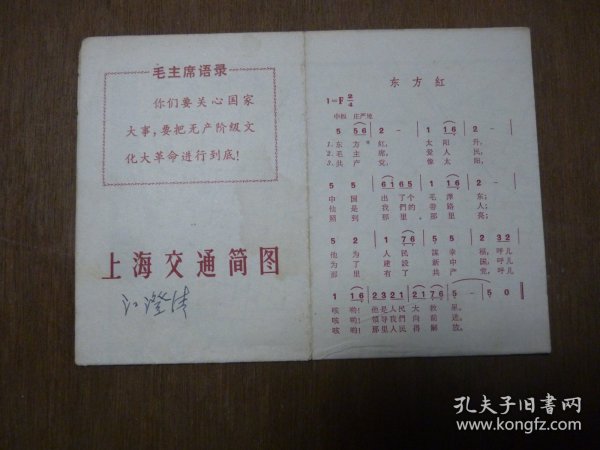 毛主席语录
你们要关心国家
大事，要把无产阶级文
化大革命进行到底！
上海交通简图
东方红
1=F 2/4
中板 庄严地
5 5 6 | 2 - | 1 1 6 | 2 - |
1.东方红， 太阳升，
2.毛主席， 爱人民，
3.共产党， 像太阳，
5 5 | 6 1 6 5 | 1 1 6 | 2 - |
中国出了个毛泽东；
他是我们的带路人；
照到那里那里亮；
5 2 | 1 7 6 | 5 5 | 2 3 2 |
他为人民谋幸福，呼儿
为了建设新中国，呼儿
那里有了共产党，呼儿
1 1 6 | 2 3 2 1 | 2 1 7 6 | 5 - | 5 0 ‖
咳哟！他是人民大救星。
咳哟！领导我们向前进。
咳哟！那里人民得解放。
孔夫子旧书网
www.kongfz.com